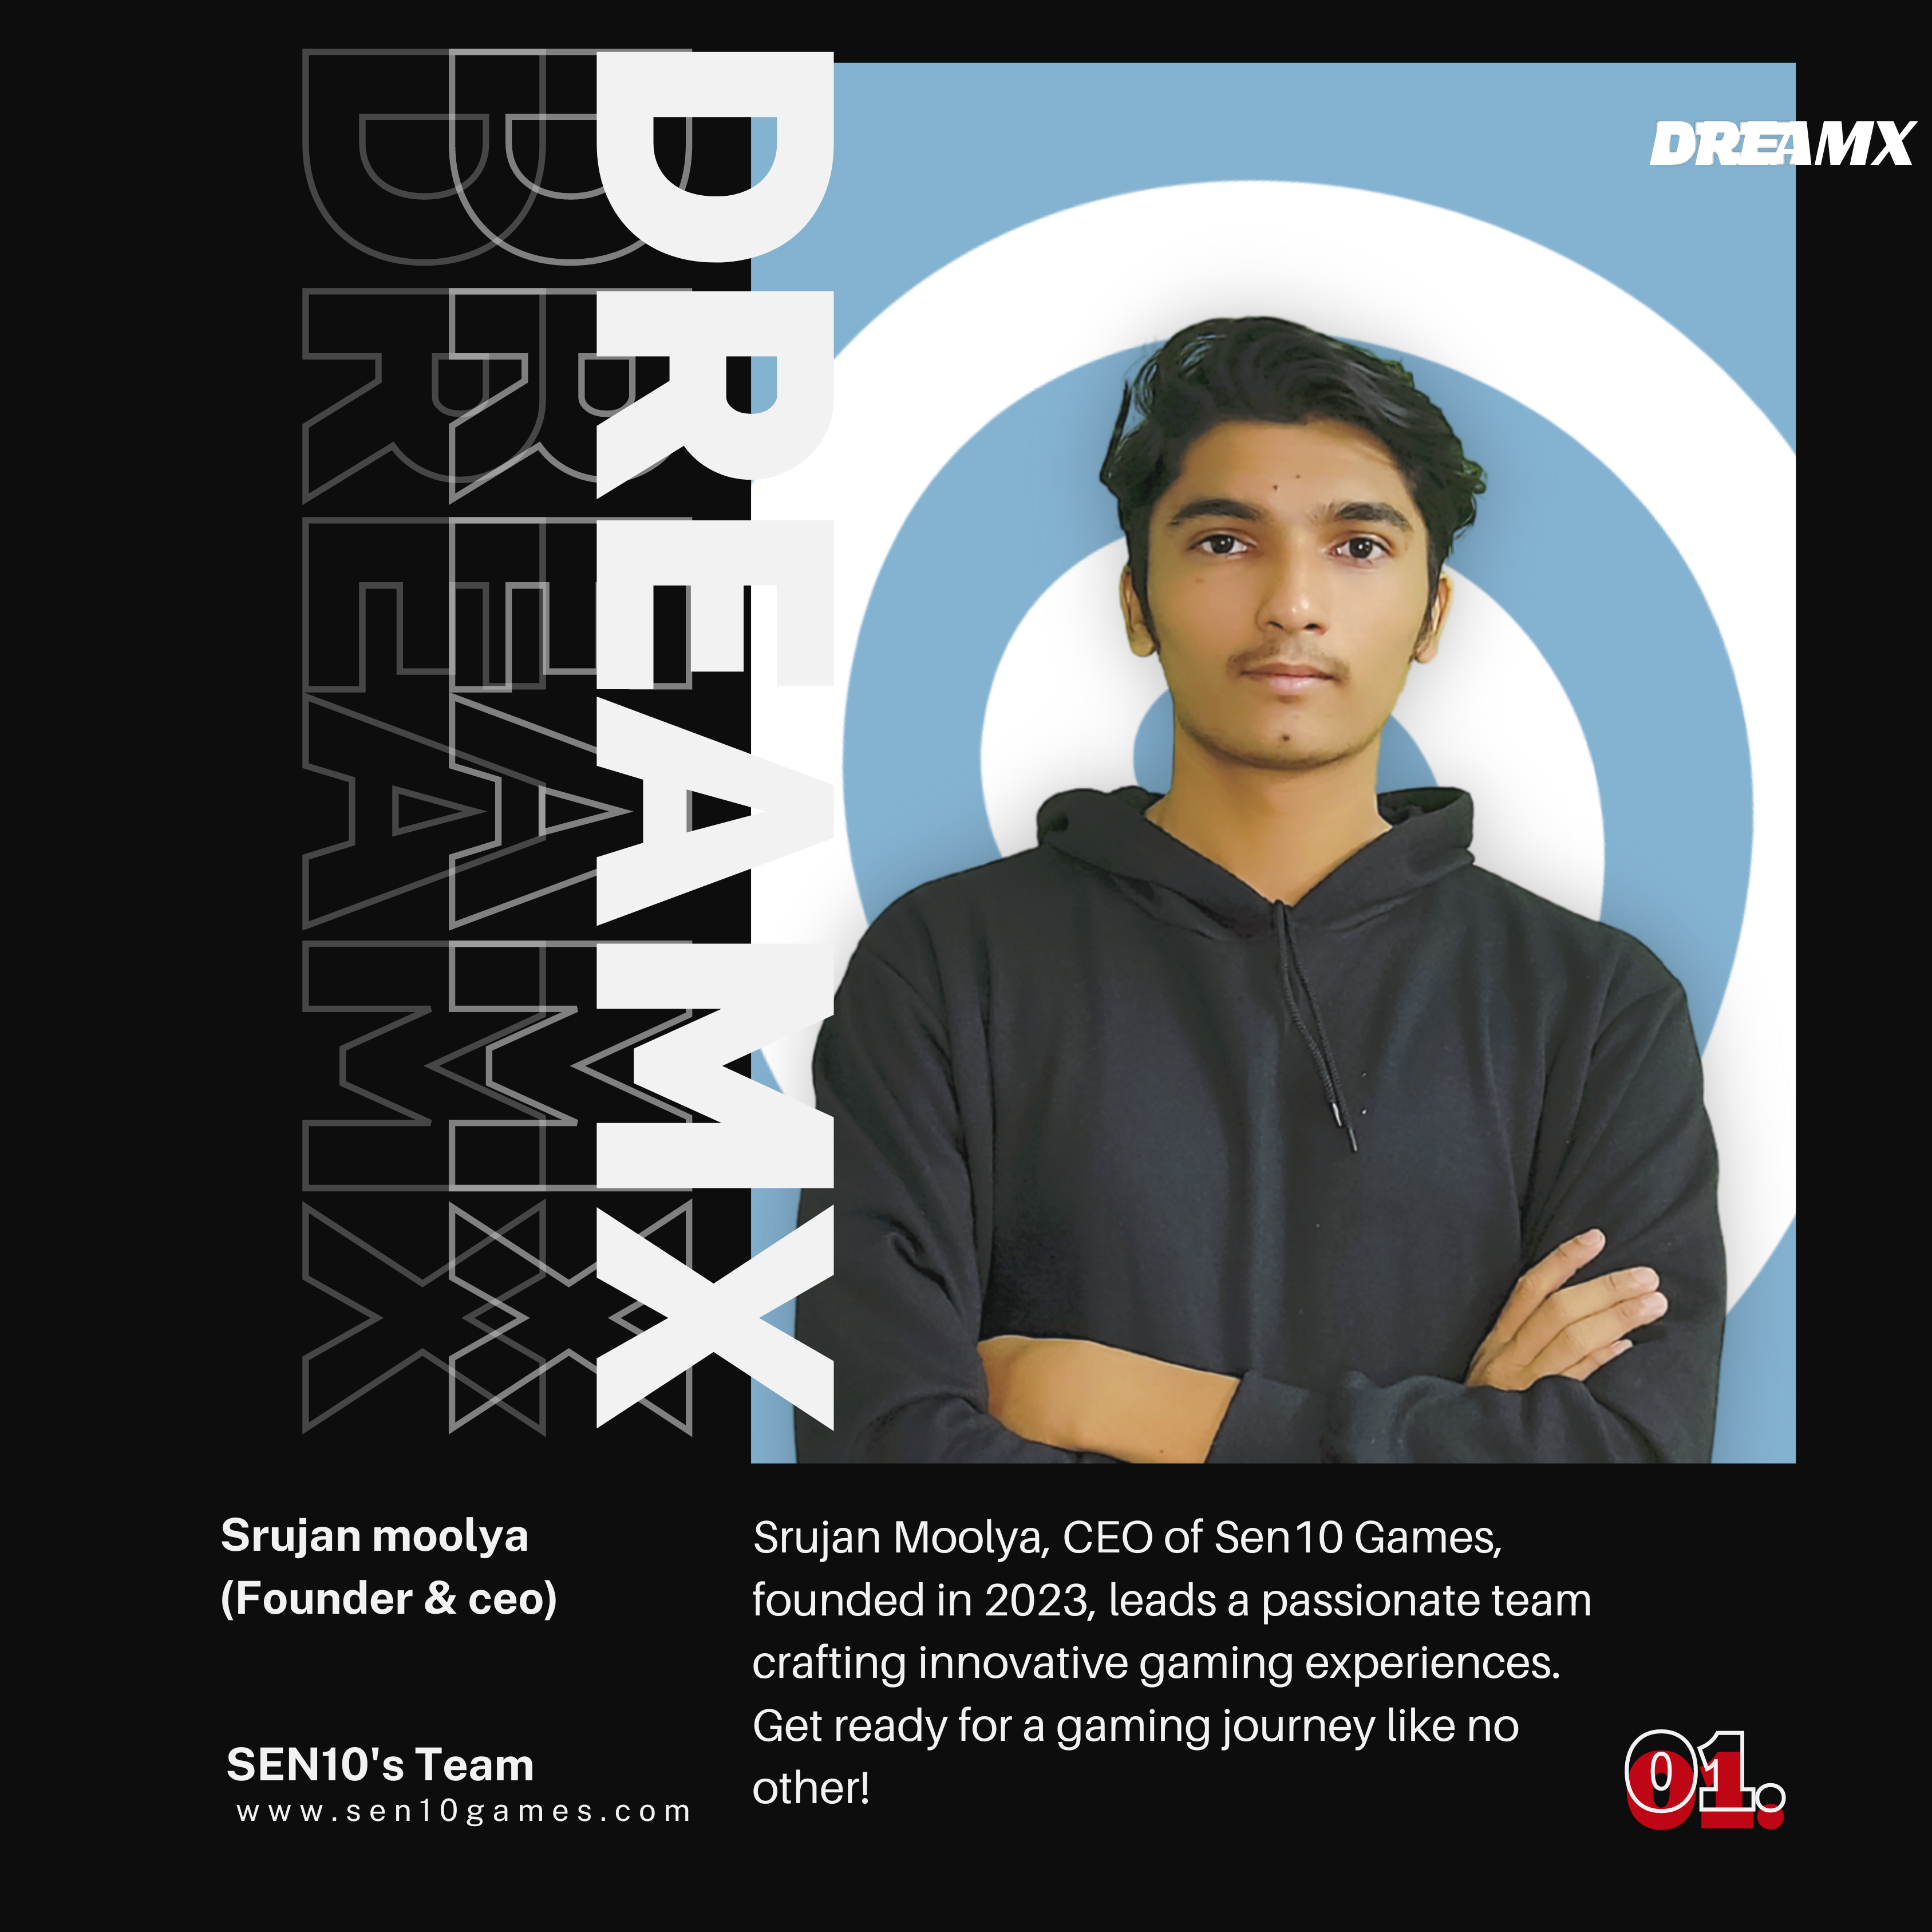 DREAMX
DREAMX
DREAMX
DREAMX
Srujan moolya
(Founder & ceo)
Srujan Moolya, CEO of Sen10 Games,
founded in 2023, leads a passionate team
crafting innovative gaming experiences.
Get ready for a gaming journey like no
other!
SEN10's Team
www.sen10games.com
01.